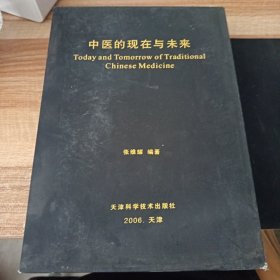 中医的现在与未来
Today and Tomorrow of Traditional
Chinese Medicine
张维耀 编著
天津科学技术出版社
2006. 天津